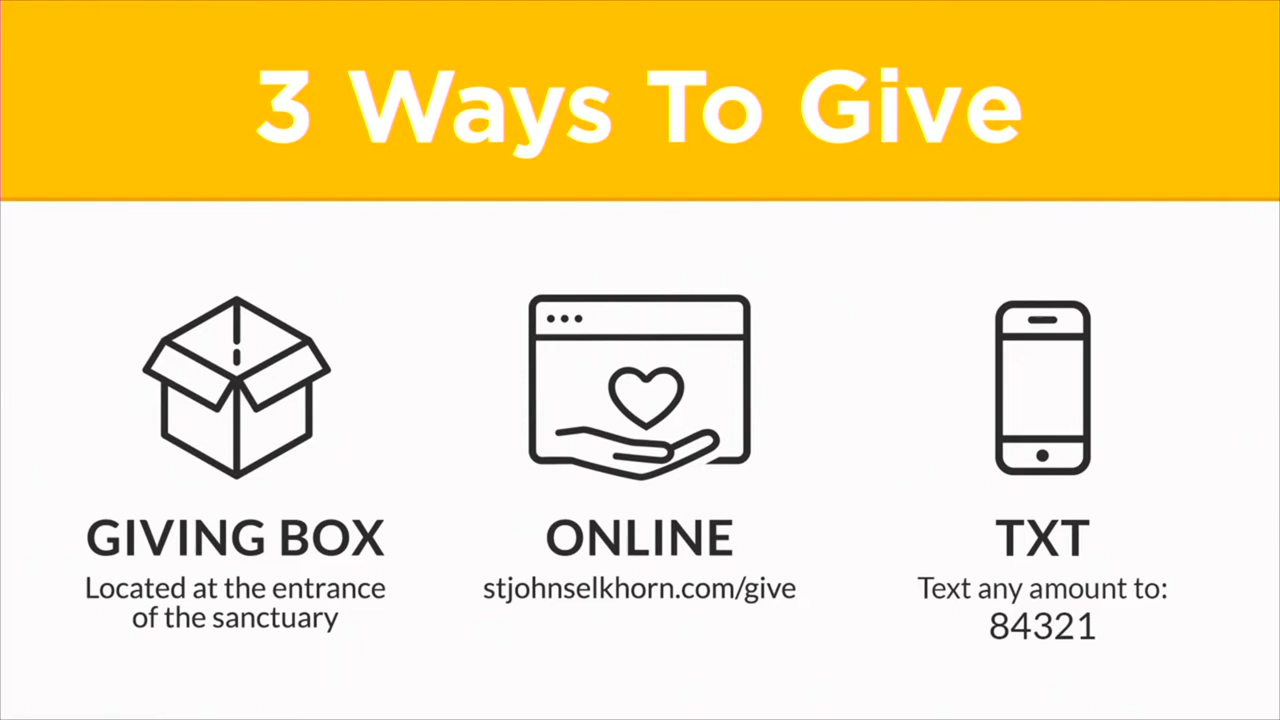 3 Ways To Give
GIVING BOX
Located at the entrance
of the sanctuary
ONLINE
stjohnselkhorn.com/give
TXT
Text any amount to:
84321